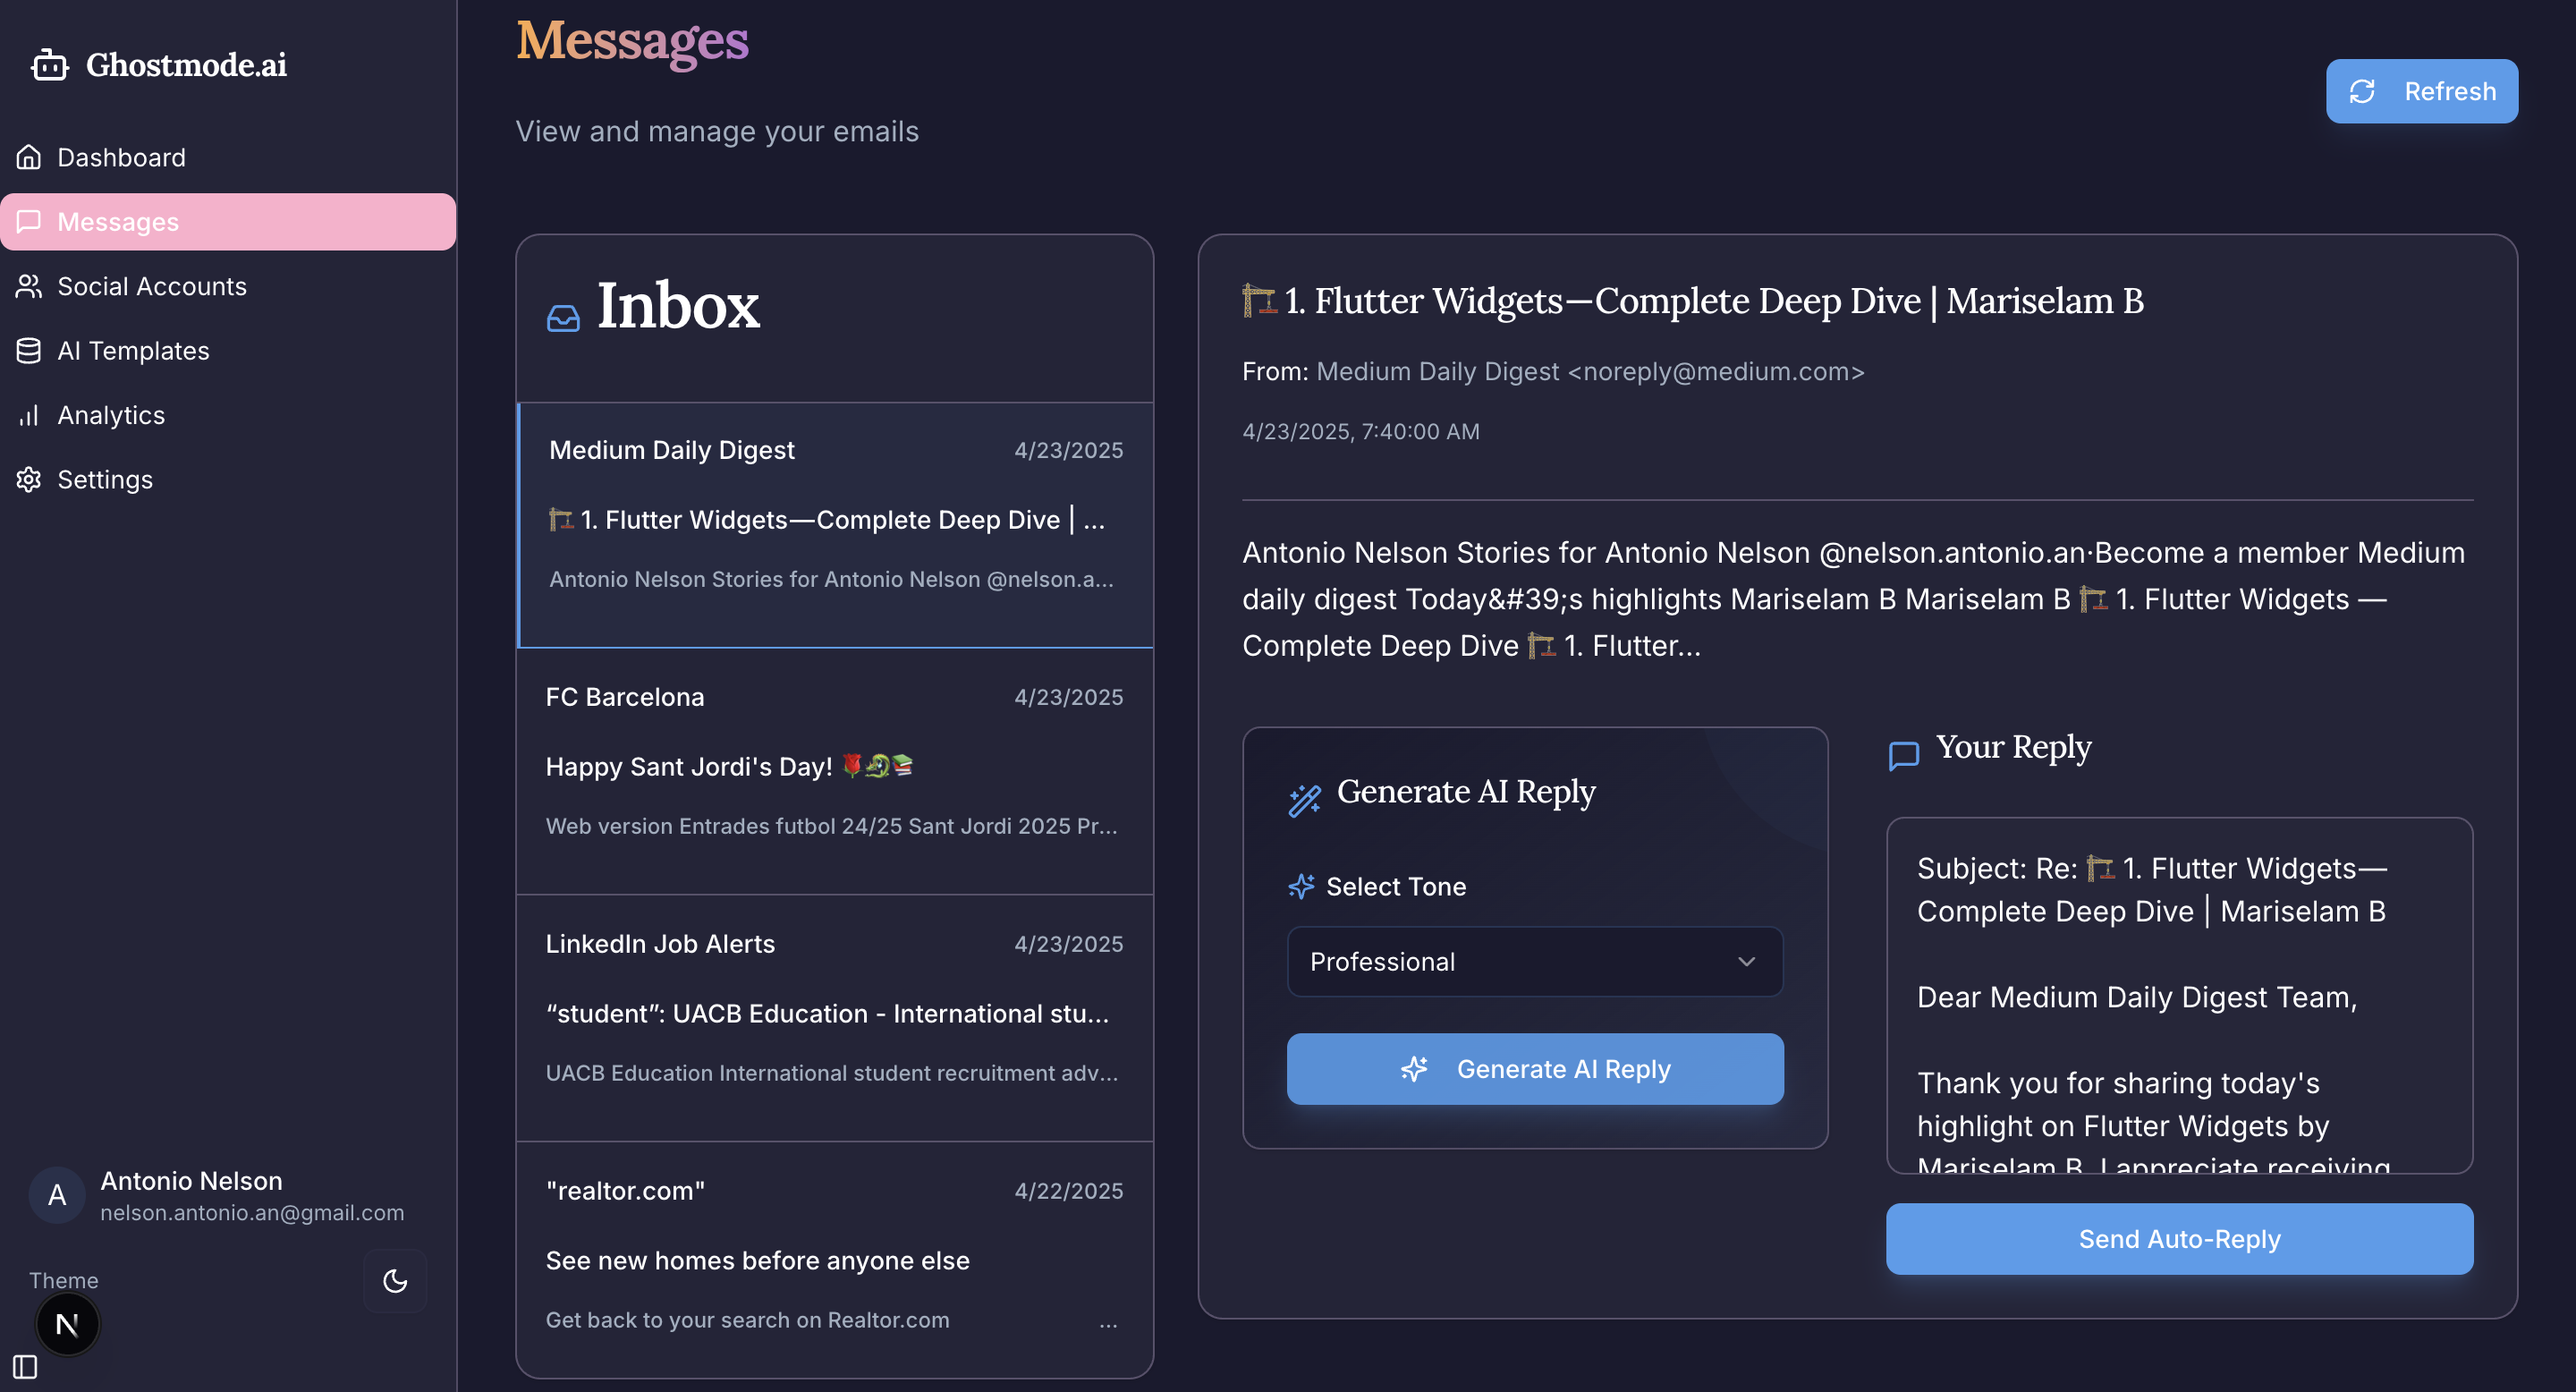 Ghostmode.ai
Dashboard
Messages
Social Accounts
AI Templates
Analytics
Settings
A
Antonio Nelson
nelson.antonio.an@gmail.com
Theme
N
Messages
View and manage your emails
Refresh
Inbox
Medium Daily Digest 4/23/2025
🏗️ 1. Flutter Widgets — Complete Deep Dive | ...
Antonio Nelson Stories for Antonio Nelson @nelson.a...
FC Barcelona 4/23/2025
Happy Sant Jordi's Day! 🌹🐉📚
Web version Entrades futbol 24/25 Sant Jordi 2025 Pr...
LinkedIn Job Alerts 4/23/2025
“student”: UACB Education - International stu...
UACB Education International student recruitment adv...
"realtor.com" 4/22/2025
See new homes before anyone else
Get back to your search on Realtor.com ...
🏗️ 1. Flutter Widgets — Complete Deep Dive | Mariselam B
From: Medium Daily Digest <noreply@medium.com>
4/23/2025, 7:40:00 AM
Antonio Nelson Stories for Antonio Nelson @nelson.antonio.an·Become a member Medium
daily digest Today&#39;s highlights Mariselam B Mariselam B 🏗️ 1. Flutter Widgets —
Complete Deep Dive 🏗️ 1. Flutter...
Generate AI Reply
Select Tone
Professional
Generate AI Reply
Your Reply
Subject: Re: 🏗️ 1. Flutter Widgets —
Complete Deep Dive | Mariselam B
Dear Medium Daily Digest Team,
Thank you for sharing today's
highlight on Flutter Widgets by
Mariselam B. I appreciate receiving
Send Auto-Reply